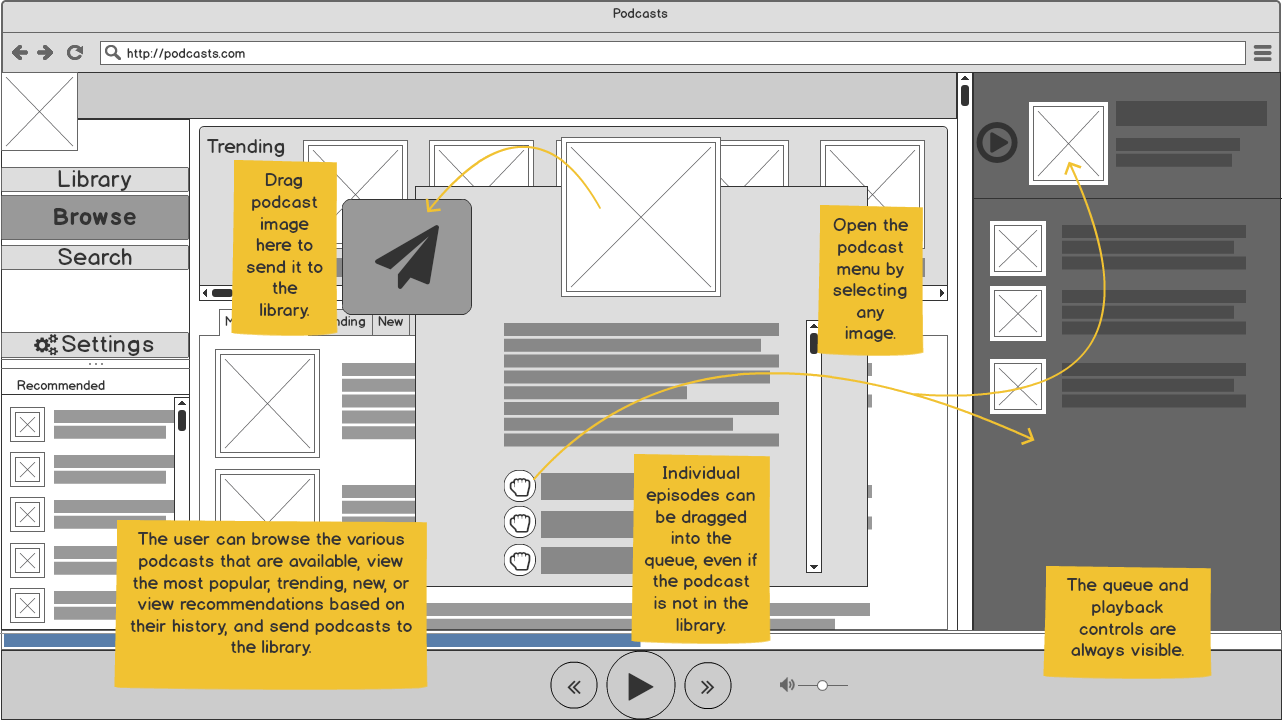 Podcasts
http://podcasts.com
Library
Browse
Search
Settings
Recommended
Trending
Drag
podcast
image
here to
send it to
the
library.
New
Open the
podcast
menu by
selecting
any
image.
Individual
episodes can
be dragged
into the
queue, even if
the podcast
is not in the
library.
The user can browse the various
podcasts that are available, view
the most popular, trending, new, or
view recommendations based on
their history, and send podcasts to
the library.
The queue and
playback
controls are
always visible.